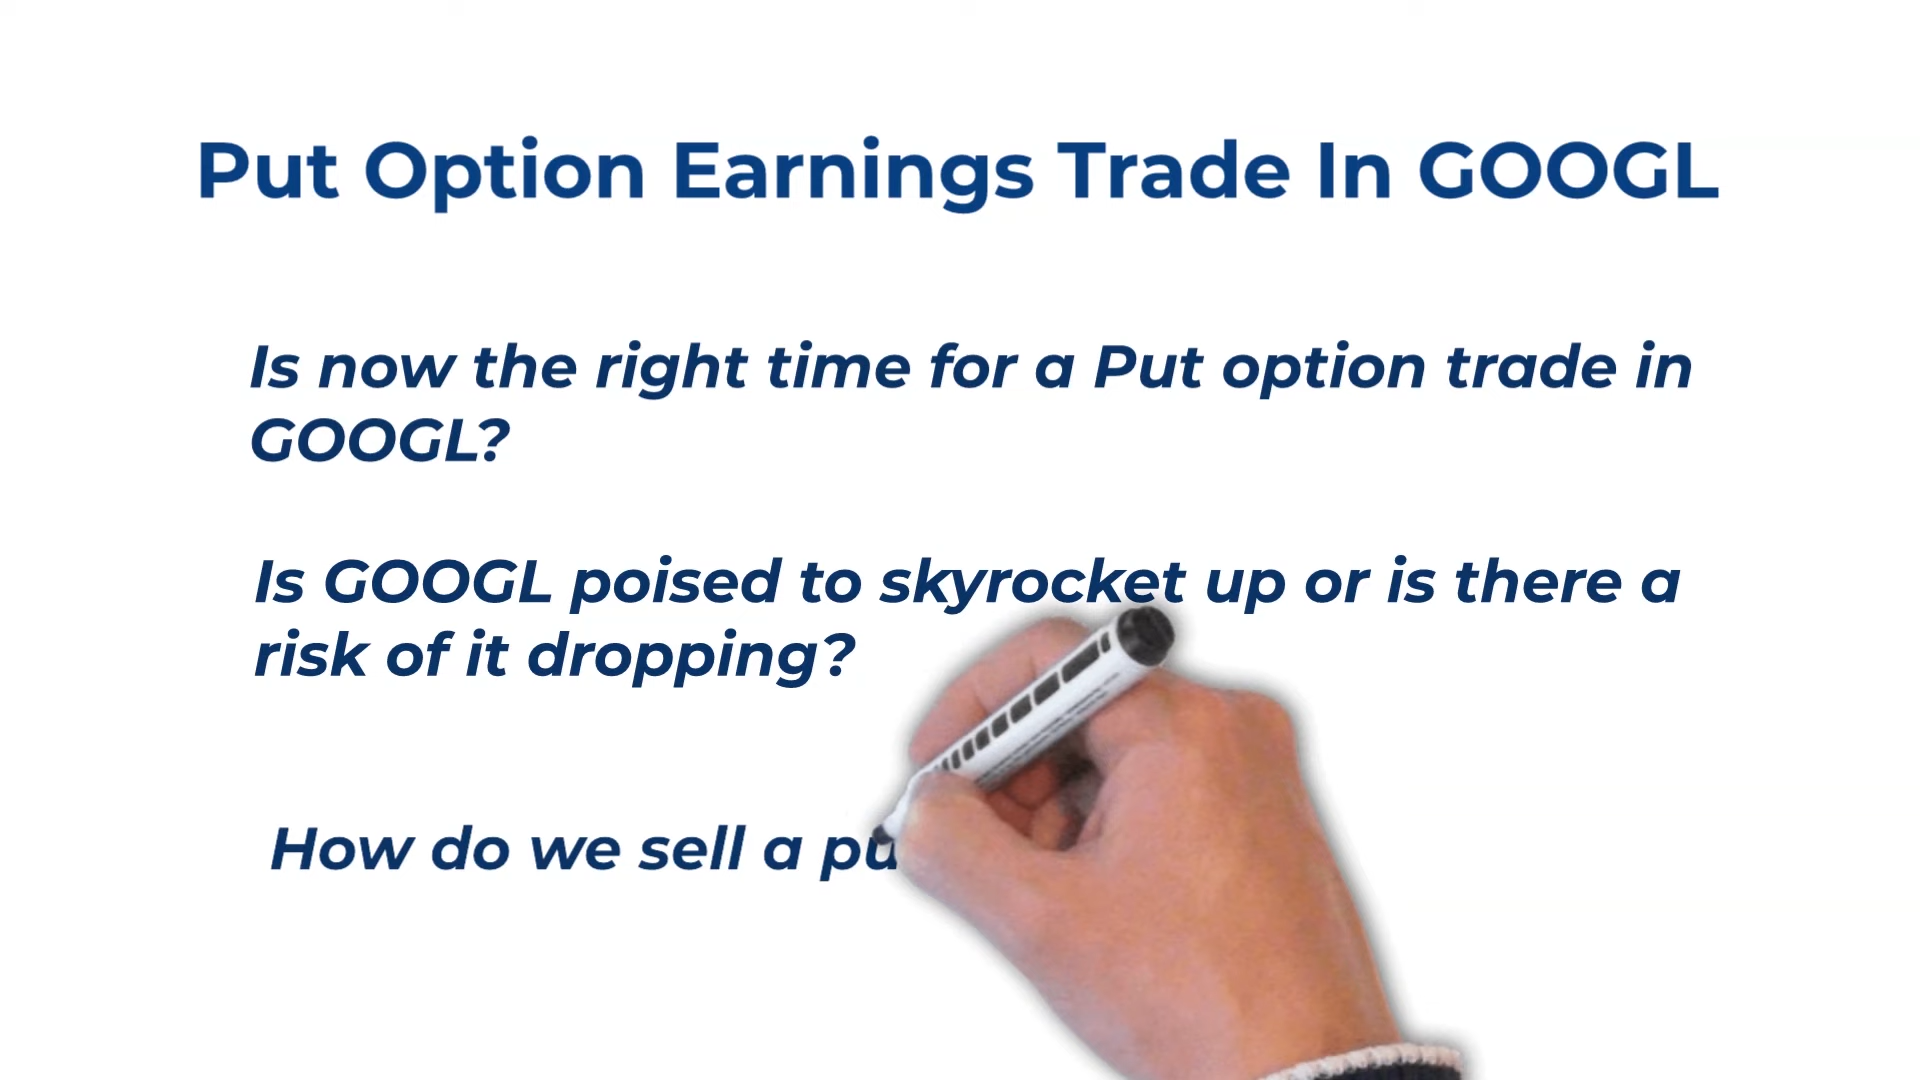 Put Option Earnings Trade In GOOGL
Is now the right time for a Put option trade in
GOOGL?
Is GOOGL poised to skyrocket up or is there a
risk of it dropping?
How do we sell a pu